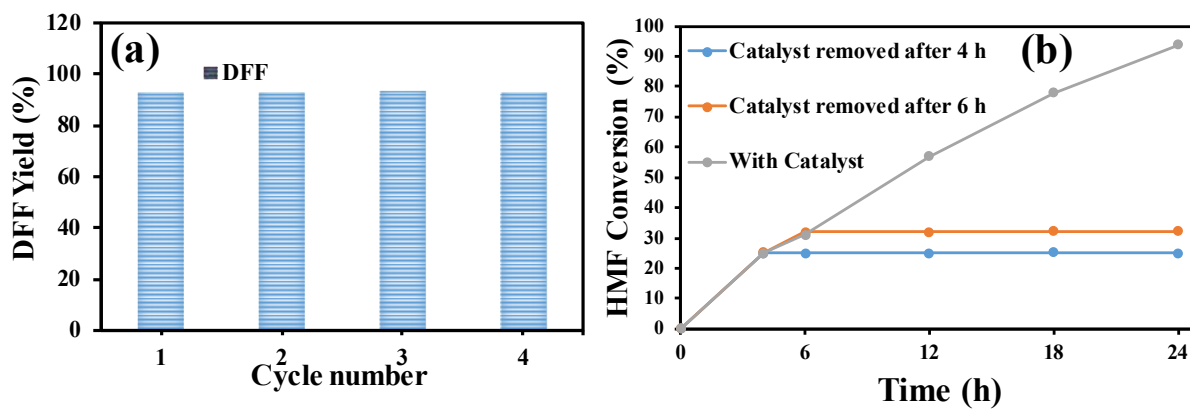 (a)
DFF
DFF Yield (%)
120
100
80
60
40
20
0
1 2 3 4
Cycle number
(b)
Catalyst removed after 4 h
Catalyst removed after 6 h
With Catalyst
HMF Conversion (%)
100
90
80
70
60
50
40
30
20
10
0
0 6 12 18 24
Time (h)